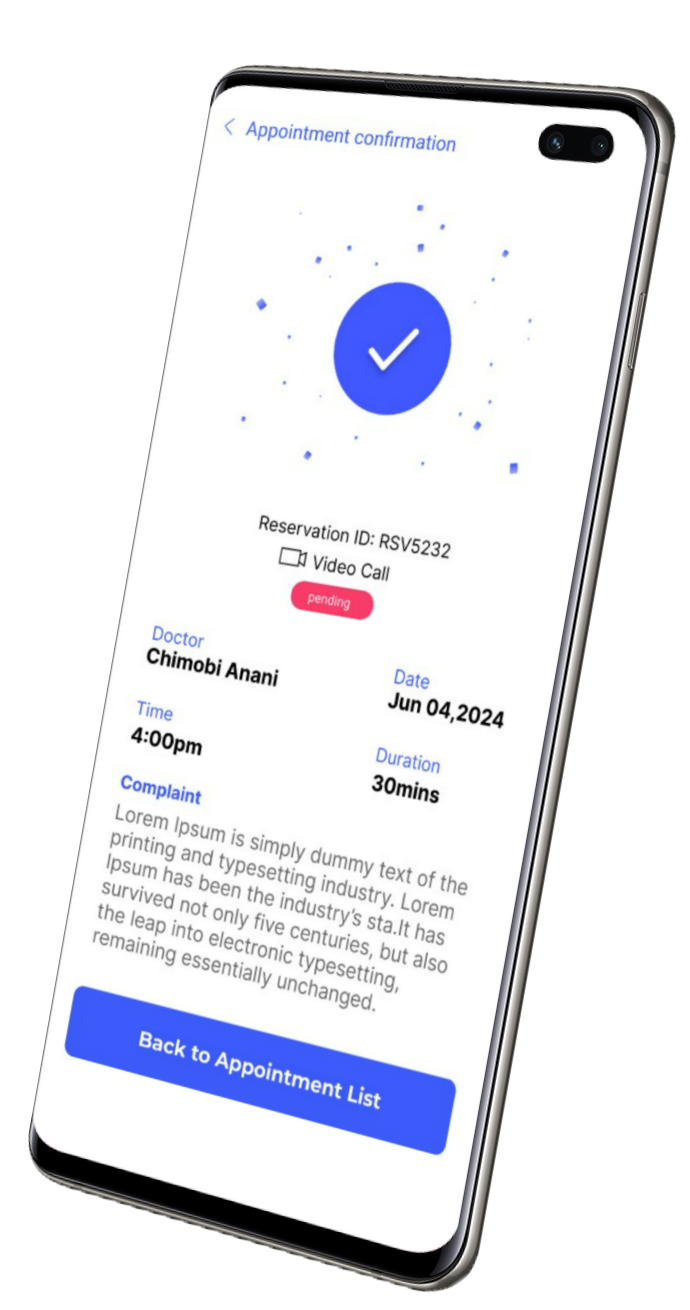 Appointment confirmation
Reservation ID: RSV5232
Video Call
pending
Doctor
Chimobi Anani
Date
Jun 04,2024
Time
4:00pm
Duration
30mins
Complaint
Lorem Ipsum is simply dummy text of the
printing and typesetting industry. Lorem
Ipsum has been the industry's sta.It has
survived not only five centuries, but also
the leap into electronic typesetting,
remaining essentially unchanged.
Back to Appointment List